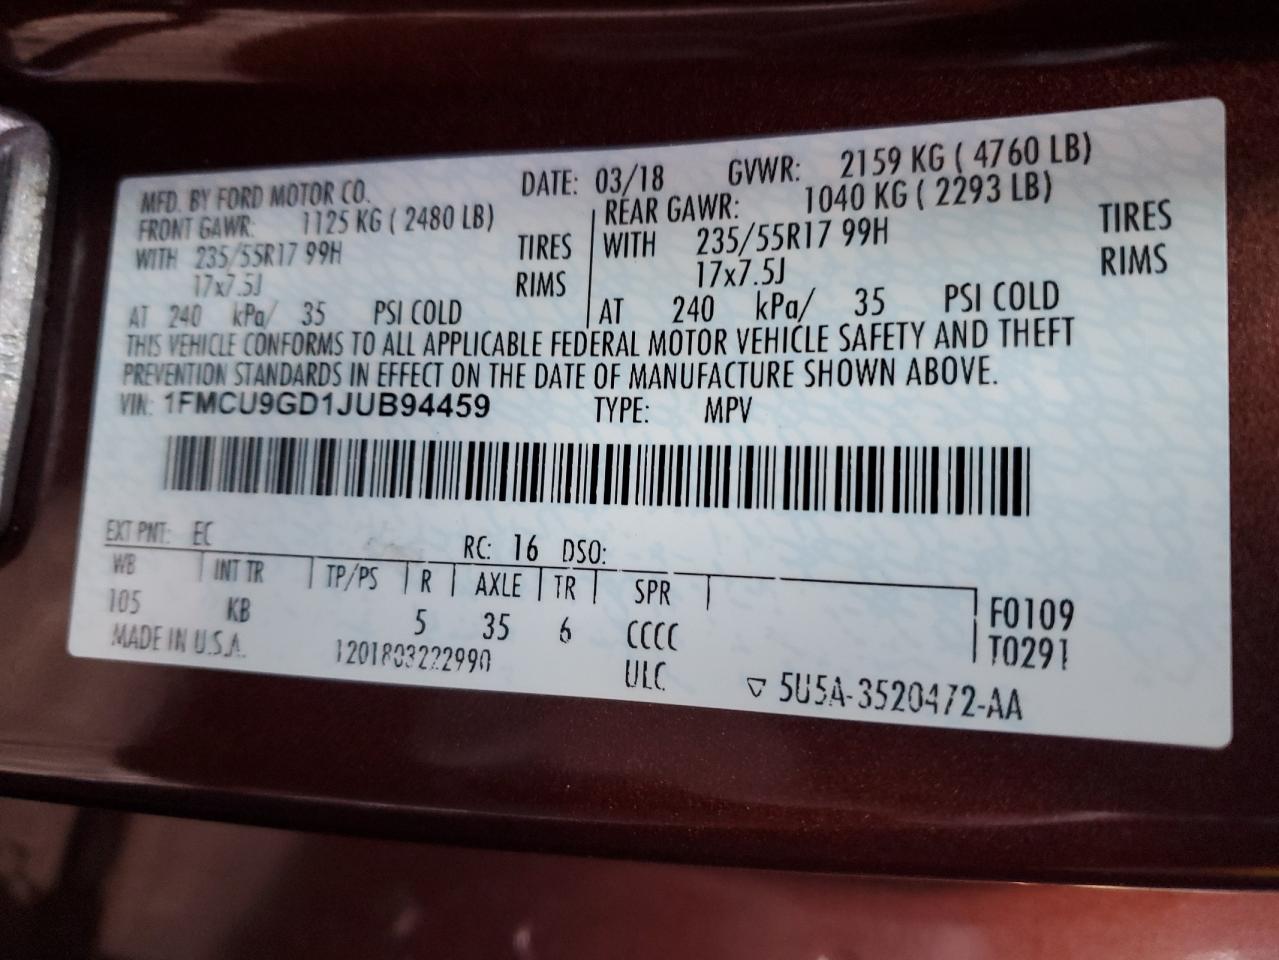 MFD. BY FORD MOTOR CO. DATE: 03/18 GVWR: 2159 KG ( 4760 LB)
FRONT GAWR: 1125 KG ( 2480 LB) REAR GAWR: 1040 KG ( 2293 LB)
WITH 235/55R17 99H TIRES WITH 235/55R17 99H TIRES
17x7.5J RIMS 17x7.5J RIMS
AT 240 kPa/ 35 PSI COLD AT 240 kPa/ 35 PSI COLD
THIS VEHICLE CONFORMS TO ALL APPLICABLE FEDERAL MOTOR VEHICLE SAFETY AND THEFT
PREVENTION STANDARDS IN EFFECT ON THE DATE OF MANUFACTURE SHOWN ABOVE.
VIN: 1FMCU9GD1JUB94459 TYPE: MPV
EXT PNT: EC RC: 16 DSO:
WB INT TR TP/PS R AXLE TR SPR F0109
105 KB 5 35 6 CCCC T0291
MADE IN U.S.A. 1201803222990 ULC ▽ 5U5A-3520472-AA